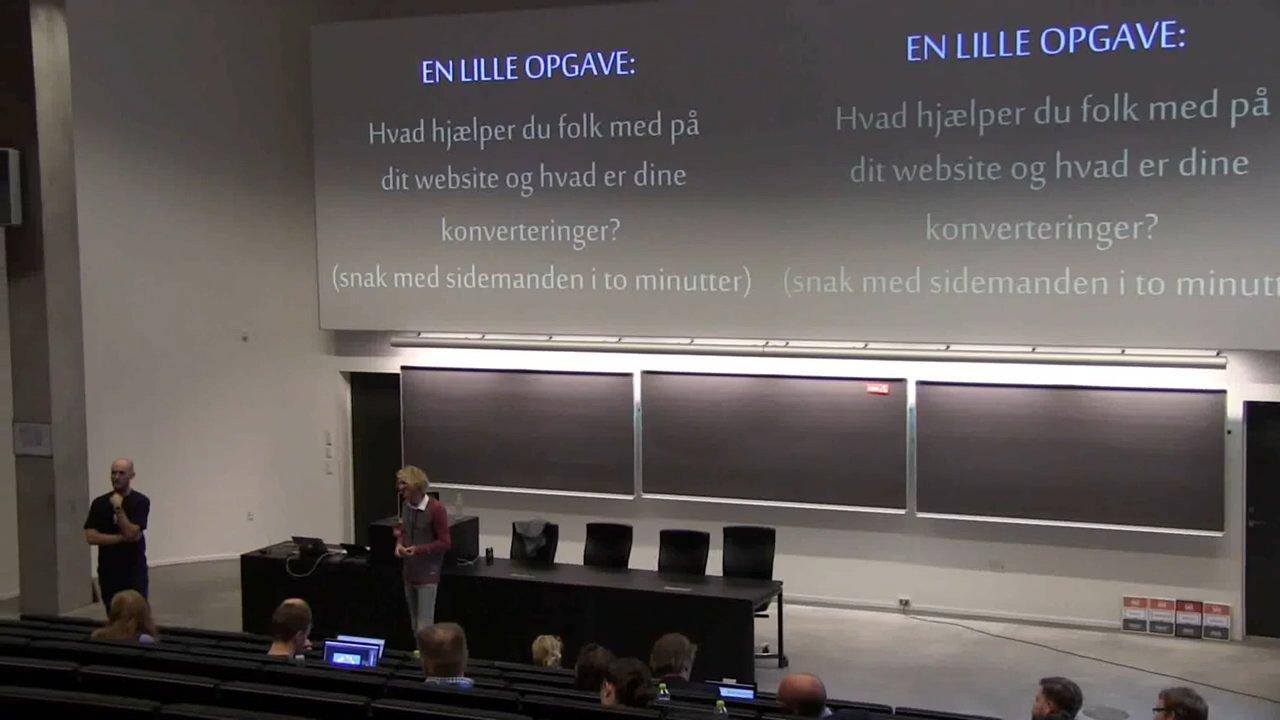 EN LILLE OPGAVE:
Hvad hjælper du folk med på
dit website og hvad er dine
konverteringer?
(snak med sidemanden i to minutter)
EN LILLE OPGAVE:
Hvad hjælper du folk med på
dit website og hvad er dine
konverteringer?
(snak med sidemanden i to minutt